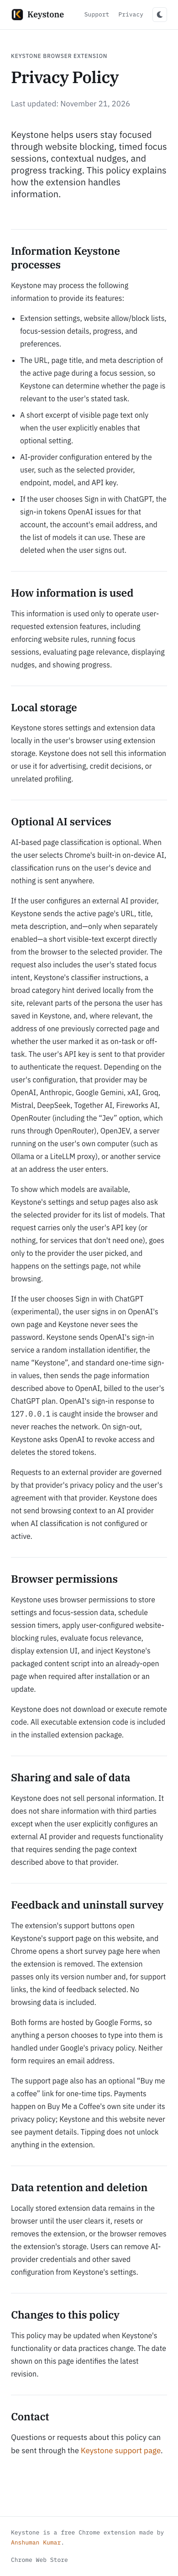 Keystone
Support Privacy
KEYSTONE BROWSER EXTENSION
Privacy Policy
Last updated: November 21, 2026
Keystone helps users stay focused
through website blocking, timed focus
sessions, contextual nudges, and
progress tracking. This policy explains
how the extension handles
information.
Information Keystone
processes
Keystone may process the following
information to provide its features:
• Extension settings, website allow/block lists,
focus-session details, progress, and
preferences.
• The URL, page title, and meta description of
the active page during a focus session, so
Keystone can determine whether the page is
relevant to the user's stated task.
• A short excerpt of visible page text only
when the user explicitly enables that
optional setting.
• AI-provider configuration entered by the
user, such as the selected provider,
endpoint, model, and API key.
• If the user chooses Sign in with ChatGPT, the
sign-in tokens OpenAI issues for that
account, the account's email address, and
the list of models it can use. These are
deleted when the user signs out.
How information is used
This information is used only to operate user-
requested extension features, including
enforcing website rules, running focus
sessions, evaluating page relevance, displaying
nudges, and showing progress.
Local storage
Keystone stores settings and extension data
locally in the user's browser using extension
storage. Keystone does not sell this information
or use it for advertising, credit decisions, or
unrelated profiling.
Optional AI services
AI-based page classification is optional. When
the user selects Chrome's built-in on-device AI,
classification runs on the user's device and
nothing is sent anywhere.
If the user configures an external AI provider,
Keystone sends the active page's URL, title,
meta description, and—only when separately
enabled—a short visible-text excerpt directly
from the browser to the selected provider. The
request also includes the user's stated focus
intent, Keystone's classifier instructions, a
broad category hint derived locally from the
site, relevant parts of the persona the user has
saved in Keystone, and, where relevant, the
address of one previously corrected page and
whether the user marked it as on-task or off-
task. The user's API key is sent to that provider
to authenticate the request. Depending on the
user's configuration, that provider may be
OpenAI, Anthropic, Google Gemini, xAI, Groq,
Mistral, DeepSeek, Together AI, Fireworks AI,
OpenRouter (including the “Jev” option, which
runs through OpenRouter), OpenJEV, a server
running on the user's own computer (such as
Ollama or a LiteLLM proxy), or another service
at an address the user enters.
To show which models are available,
Keystone's settings and setup pages also ask
the selected provider for its list of models. That
request carries only the user's API key (or
nothing, for services that don't need one), goes
only to the provider the user picked, and
happens on the settings page, not while
browsing.
If the user chooses Sign in with ChatGPT
(experimental), the user signs in on OpenAI's
own page and Keystone never sees the
password. Keystone sends OpenAI's sign-in
service a random installation identifier, the
name “Keystone”, and standard one-time sign-
in values, then sends the page information
described above to OpenAI, billed to the user's
ChatGPT plan. OpenAI's sign-in response to
127.0.0.1 is caught inside the browser and
never reaches the network. On sign-out,
Keystone asks OpenAI to revoke access and
deletes the stored tokens.
Requests to an external provider are governed
by that provider's privacy policy and the user's
agreement with that provider. Keystone does
not send browsing context to an AI provider
when AI classification is not configured or
active.
Browser permissions
Keystone uses browser permissions to store
settings and focus-session data, schedule
session timers, apply user-configured website-
blocking rules, evaluate focus relevance,
display extension UI, and inject Keystone's
packaged content script into an already-open
page when required after installation or an
update.
Keystone does not download or execute remote
code. All executable extension code is included
in the installed extension package.
Sharing and sale of data
Keystone does not sell personal information. It
does not share information with third parties
except when the user explicitly configures an
external AI provider and requests functionality
that requires sending the page context
described above to that provider.
Feedback and uninstall survey
The extension's support buttons open
Keystone's support page on this website, and
Chrome opens a short survey page here when
the extension is removed. The extension
passes only its version number and, for support
links, the kind of feedback selected. No
browsing data is included.
Both forms are hosted by Google Forms, so
anything a person chooses to type into them is
handled under Google's privacy policy. Neither
form requires an email address.
The support page also has an optional “Buy me
a coffee” link for one-time tips. Payments
happen on Buy Me a Coffee's own site under its
privacy policy; Keystone and this website never
see payment details. Tipping does not unlock
anything in the extension.
Data retention and deletion
Locally stored extension data remains in the
browser until the user clears it, resets or
removes the extension, or the browser removes
the extension's storage. Users can remove AI-
provider credentials and other saved
configuration from Keystone's settings.
Changes to this policy
This policy may be updated when Keystone's
functionality or data practices change. The date
shown on this page identifies the latest
revision.
Contact
Questions or requests about this policy can
be sent through the Keystone support page.
Keystone is a free Chrome extension made by
Anshuman Kumar.
Chrome Web Store